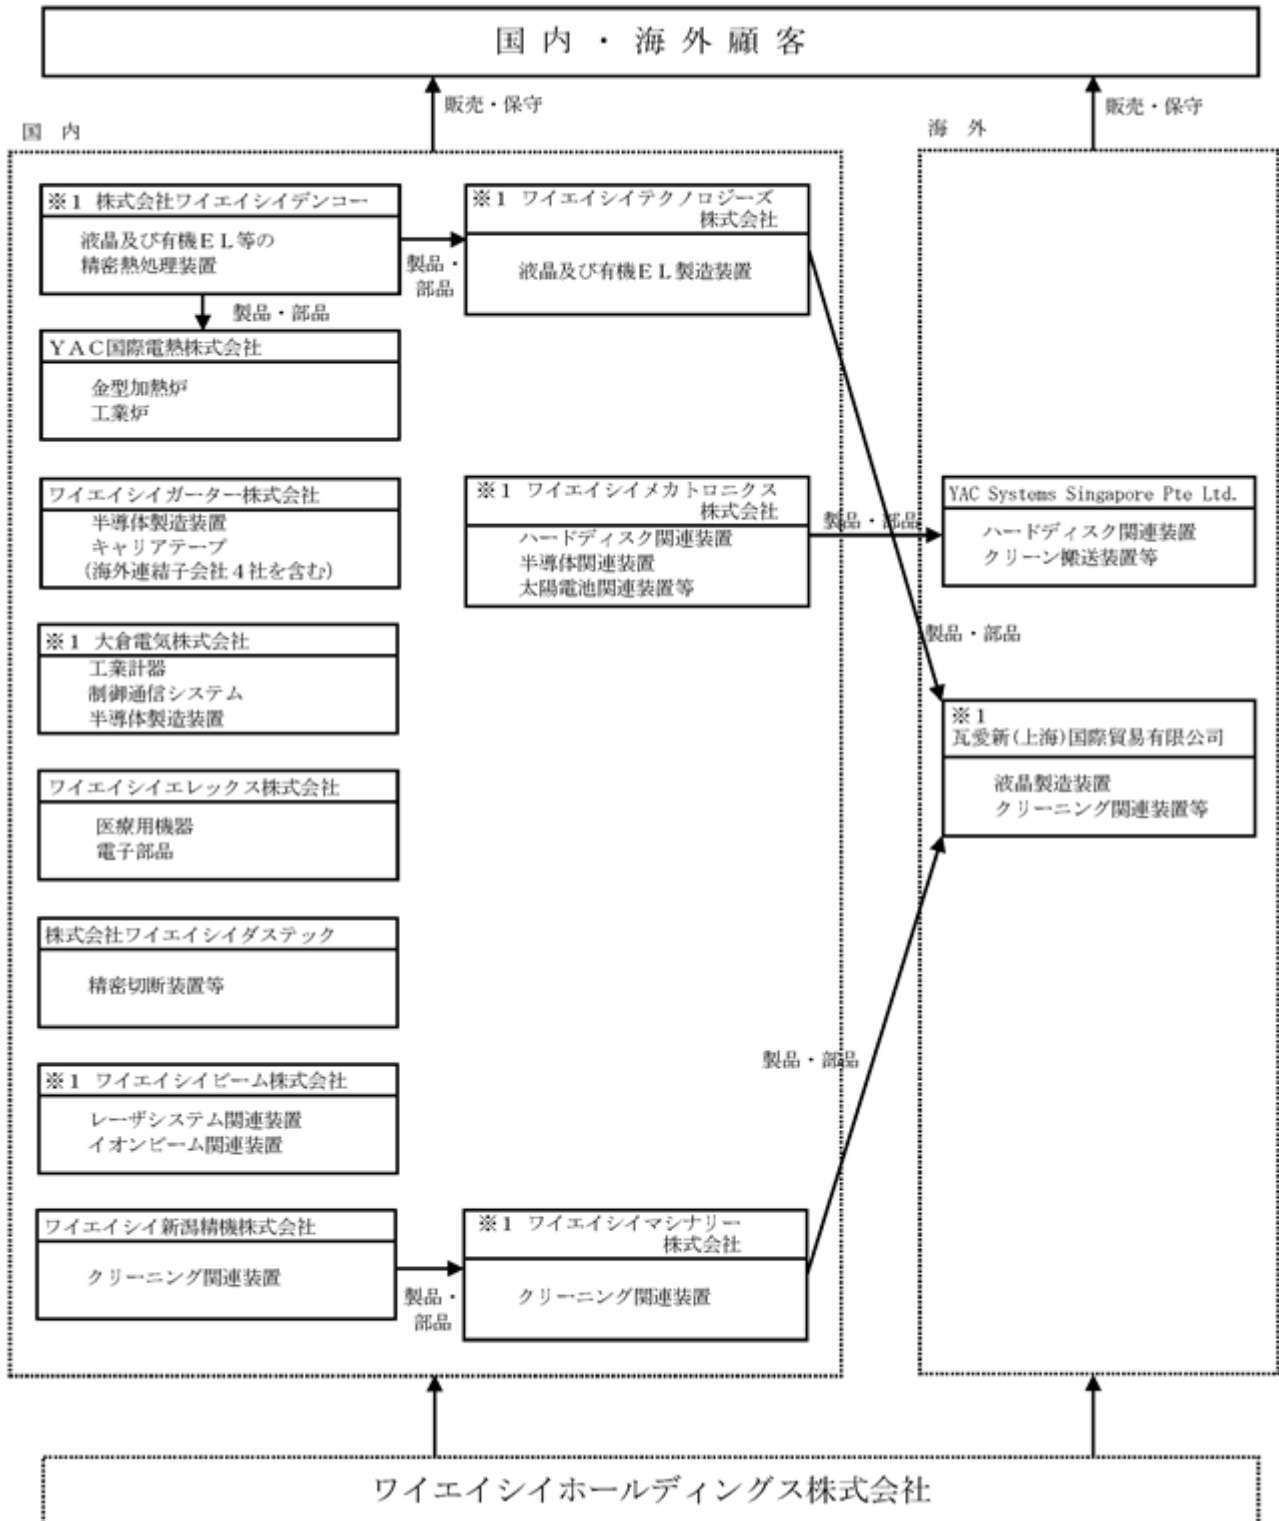 国内・海外顧客
販売・保守
販売・保守
国 内
海 外
※1 株式会社ワイエイシイデンコー
液晶及び有機ＥＬ等の
精密熱処理装置
製品・
部品
※1 ワイエイシイテクノロジーズ
株式会社
液晶及び有機ＥＬ製造装置
製品・部品
ＹＡＣ国際電熱株式会社
金型加熱炉
工業炉
ワイエイシイガーター株式会社
半導体製造装置
キャリアテープ
(海外連結子会社４社を含む)
※1 ワイエイシイメカトロニクス
株式会社
ハードディスク関連装置
半導体関連装置
太陽電池関連装置等
製品・部品
YAC Systems Singapore Pte Ltd.
ハードディスク関連装置
クリーン搬送装置等
※1 大倉電気株式会社
工業計器
制御通信システム
半導体製造装置
製品・部品
※1
瓦愛新(上海)国際貿易有限公司
液晶製造装置
クリーニング関連装置等
ワイエイシイエレックス株式会社
医療用機器
電子部品
株式会社ワイエイシイダステック
精密切断装置等
製品・部品
※1 ワイエイシイビーム株式会社
レーザシステム関連装置
イオンビーム関連装置
ワイエイシイ新潟精機株式会社
クリーニング関連装置
製品・
部品
※1 ワイエイシイマシナリー
株式会社
クリーニング関連装置
ワイエイシイホールディングス株式会社